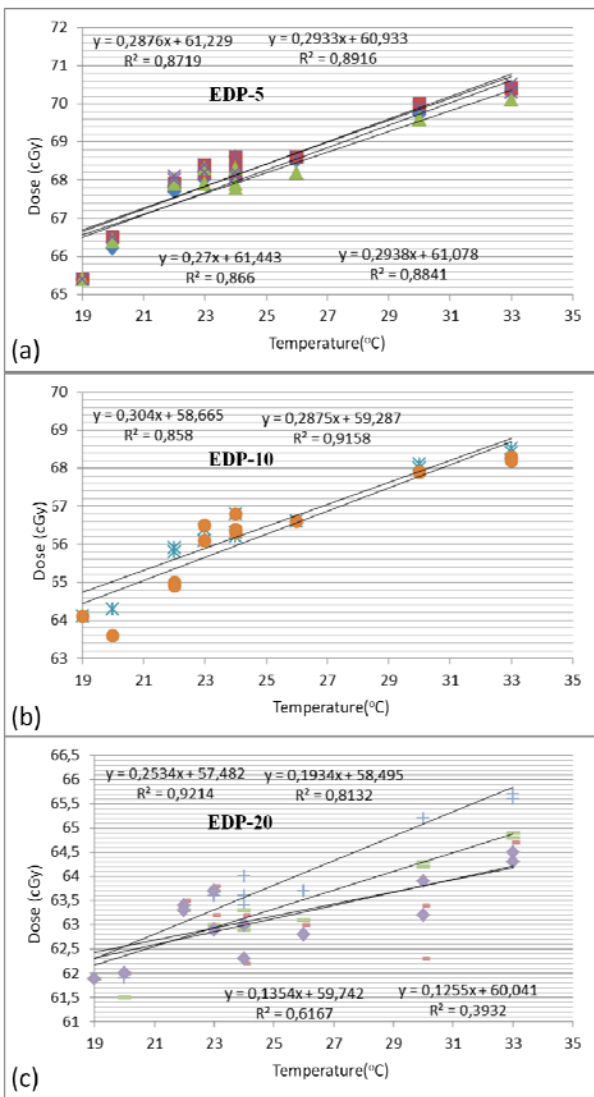 72
71
70
69
68
67
66
65
y = 0,2876x + 61,229
R² = 0,8719
y = 0,2933x + 60,933
R² = 0,8916
EDP-5
y = 0,27x + 61,443
R² = 0,866
y = 0,2938x + 61,078
R² = 0,8841
Dose (cGy)
19 21 23 25 27 29 31 33 35
Temperature(°C)
(a)
70
69
68
57
56
55
64
63
y = 0,304x + 58,665
R² = 0,858
y = 0,2875x + 59,287
R² = 0,9158
EDP-10
Dose (cGy)
19 21 23 25 27 29 31 33 35
Temperature(°C)
(b)
66,5
66
65,5
65
64,5
64
63,5
63
62,5
62
61,5
61
y = 0,2534x + 57,482
R² = 0,9214
y = 0,1934x + 58,495
R² = 0,8132
EDP-20
y = 0,1354x + 59,742
R² = 0,6167
y = 0,1255x + 60,041
R² = 0,3932
Dose (cGy)
19 21 23 25 27 29 31 33 35
Temperature(°C)
(c)